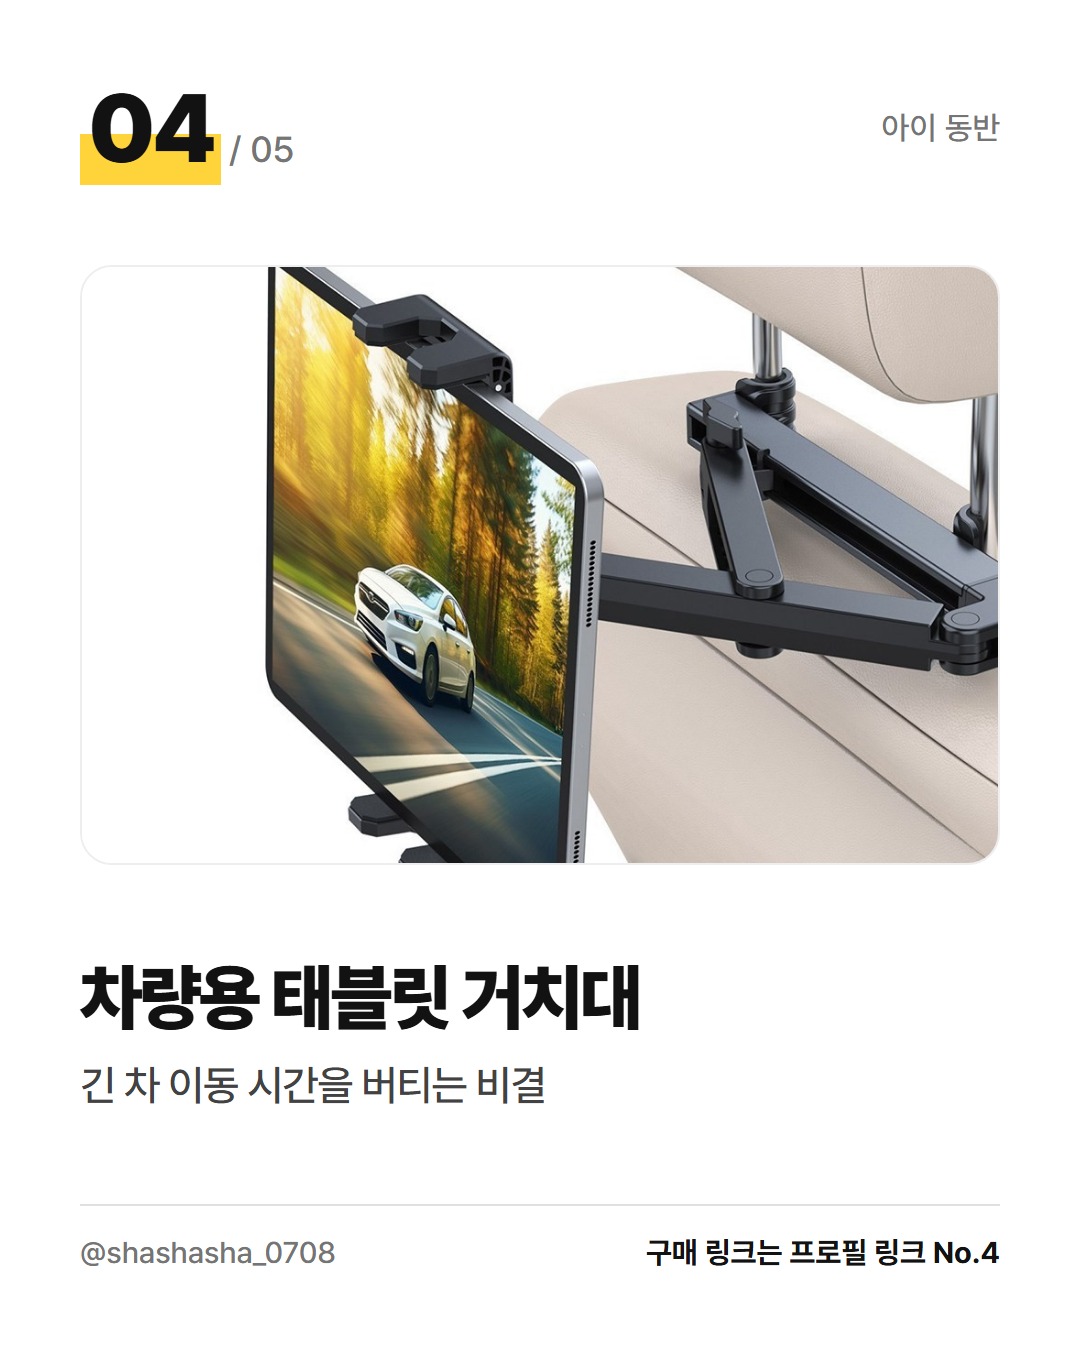 04 / 05
아이 동반
차량용 태블릿 거치대
긴 차 이동 시간을 버티는 비결
@shashasha_0708
구매 링크는 프로필 링크 No.4